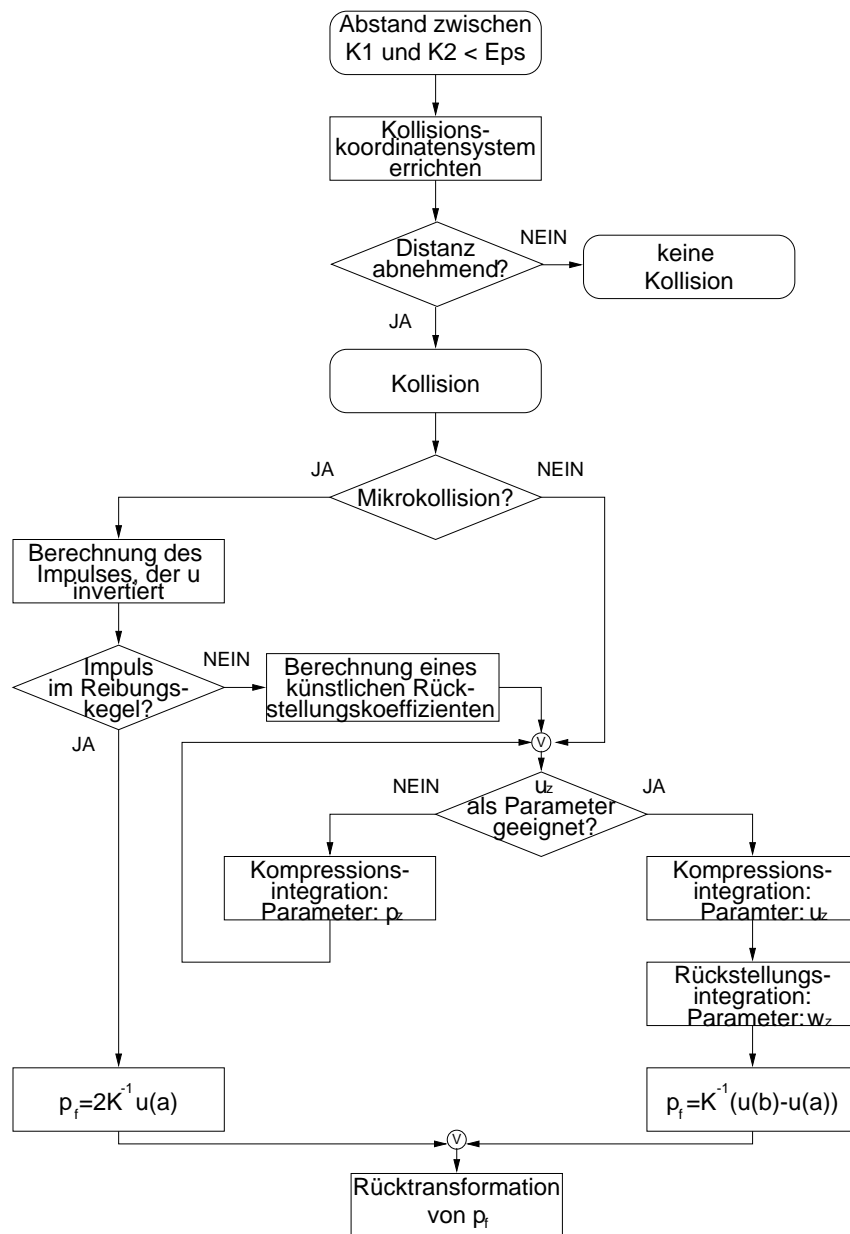 Abstand zwischen
K1 und K2 < Eps
Kollisions-
koordinatensystem
errichten
Distanz
abnehmend?
NEIN
keine
Kollision
JA
Kollision
JA
Mikrokollision?
NEIN
Berechnung des
Impulses, der u
invertiert
Impuls
im Reibungs-
kegel?
NEIN
Berechnung eines
künstlichen Rück-
stellungskoeffizienten
JA
V
NEIN
uz
als Parameter
geeignet?
JA
Kompressions-
integration:
Parameter: pz
Kompressions-
integration:
Paramter: uz
Rückstellungs-
integration:
Parameter: wz
p_f=2K^-1 u(a)
p_f=K^-1(u(b)-u(a))
V
Rücktransformation
von pf